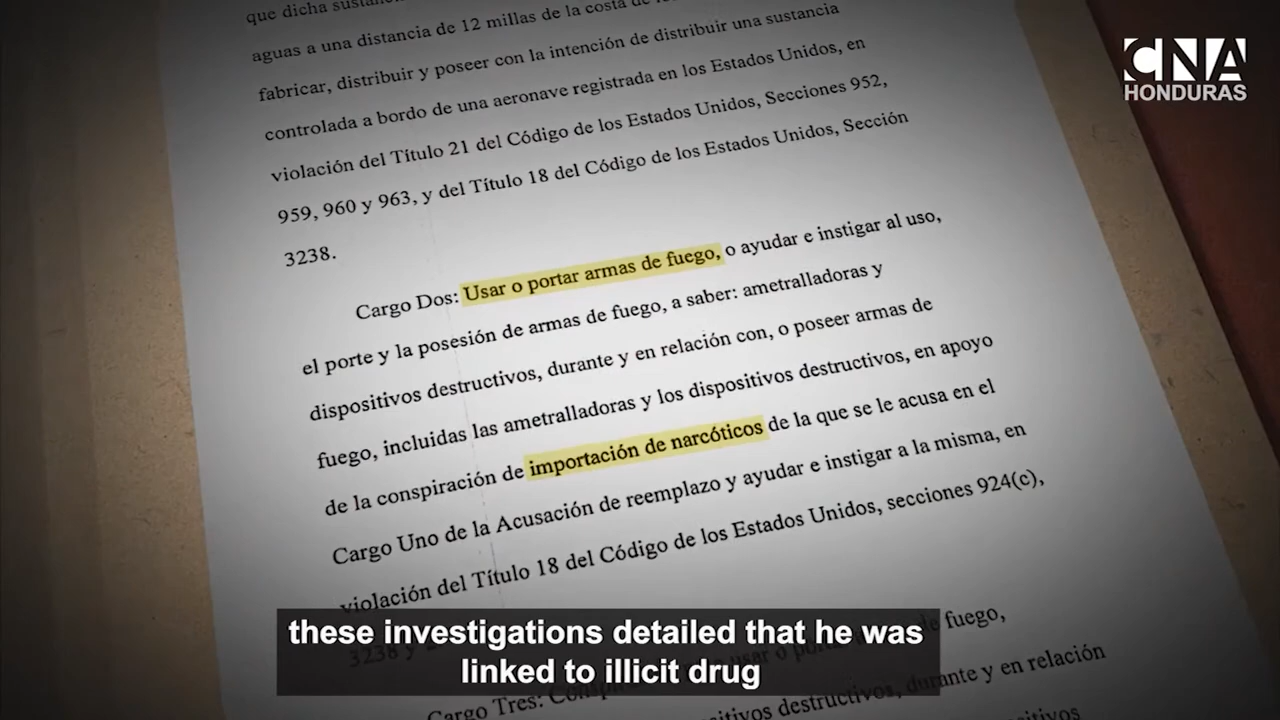 CNA
HONDURAS
que dicha
aguas a una distancia de 12 millas de la costa de
fabricar, distribuir y poseer con la intención de distribuir una sustancia
controlada a bordo de una aeronave registrada en los Estados Unidos, en
violación del Título 21 del Código de los Estados Unidos, Secciones 952,
959, 960 y 963, y del Título 18 del Código de los Estados Unidos, Sección
3238.
Cargo Dos: Usar o portar armas de fuego, o ayudar e instigar al uso,
el porte y la posesión de armas de fuego, a saber: ametralladoras y
dispositivos destructivos, durante y en relación con, o poseer armas de
fuego, incluidas las ametralladoras y los dispositivos destructivos, en apoyo
de la conspiración de importación de narcóticos de la que se le acusa en el
Cargo Uno de la Acusación de reemplazo y ayudar e instigar a la misma, en
violación del Título 18 del Código de los Estados Unidos, secciones 924(c),
3238 y
fuego,
these investigations detailed that he was
linked to illicit drug
Cargo Tres:
destructivos, durante y en relación